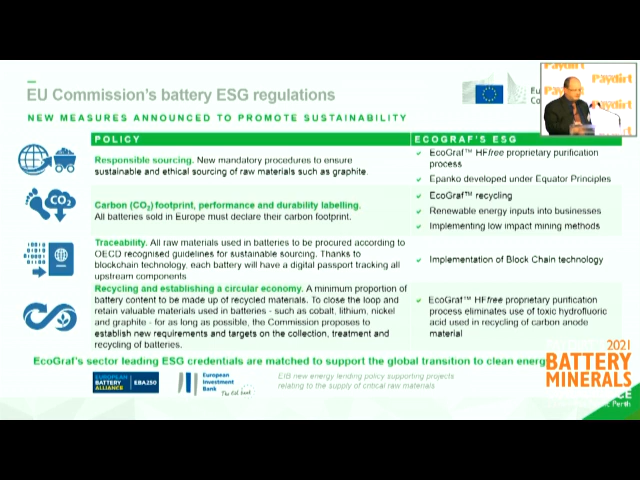 EU Commission's battery ESG regulations
NEW MEASURES ANNOUNCED TO PROMOTE SUSTAINABILITY
Paydirt
Paydirt
POLICY
ECOGRAF'S ESG
Responsible sourcing. New mandatory procedures to ensure
sustainable and ethical sourcing of raw materials such as graphite.
EcoGraf™ HFfree proprietary purification
process
Epanko developed under Equator Principles
CO₂
Carbon (CO₂) footprint, performance and durability labelling.
All batteries sold in Europe must declare their carbon footprint.
EcoGraf™ recycling
Renewable energy inputs into businesses
Implementing low impact mining methods
Traceability. All raw materials used in batteries to be procured according to
OECD recognised guidelines for sustainable sourcing. Thanks to
blockchain technology, each battery will have a digital passport tracking all
upstream components
Implementation of Block Chain technology
Recycling and establishing a circular economy. A minimum proportion of
battery content to be made up of recycled materials. To close the loop and
retain valuable materials used in batteries - such as cobalt, lithium, nickel
and graphite - for as long as possible, the Commission proposes to
establish new requirements and targets on the collection, treatment and
recycling of batteries.
EcoGraf™ HFfree proprietary purification
process eliminates use of toxic hydrofluoric
acid used in recycling of carbon anode
material
EcoGraf's sector leading ESG credentials are matched to support the global transition to clean energ
2021
BATTERY
MINERALS
Perth
EUROPEAN
BATTERY
ALLIANCE
EBA250
European
Investment
Bank
The EU bank
EIB new energy lending policy supporting projects
relating to the supply of critical raw materials